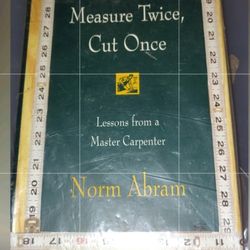 Measure Twice,
Cut Once
Lessons from a
Master Carpenter
Norm Abram